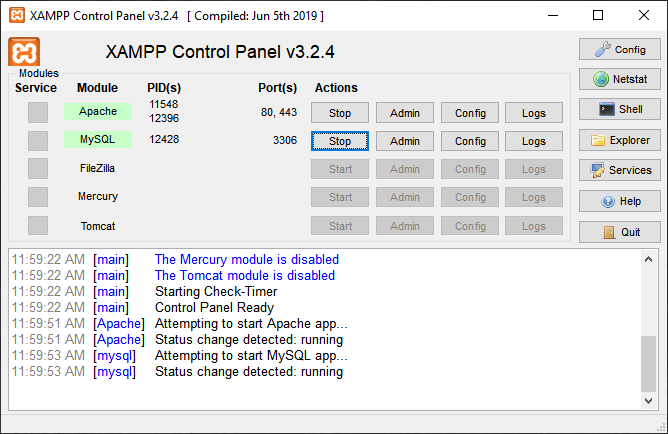 XAMPP Control Panel v3.2.4 [ Compiled: Jun 5th 2019 ]
XAMPP Control Panel v3.2.4
Config
Modules
Service Module PID(s) Port(s) Actions
Netstat
Apache 11548 12396 80, 443 Stop Admin Config Logs
Shell
MySQL 12428 3306 Stop Admin Config Logs
Explorer
FileZilla Start Admin Config Logs
Services
Mercury Start Admin Config Logs
Help
Tomcat Start Admin Config Logs
Quit
11:59:22 AM [main] The Mercury module is disabled
11:59:22 AM [main] The Tomcat module is disabled
11:59:22 AM [main] Starting Check-Timer
11:59:22 AM [main] Control Panel Ready
11:59:51 AM [Apache] Attempting to start Apache app...
11:59:51 AM [Apache] Status change detected: running
11:59:53 AM [mysql] Attempting to start MySQL app...
11:59:53 AM [mysql] Status change detected: running